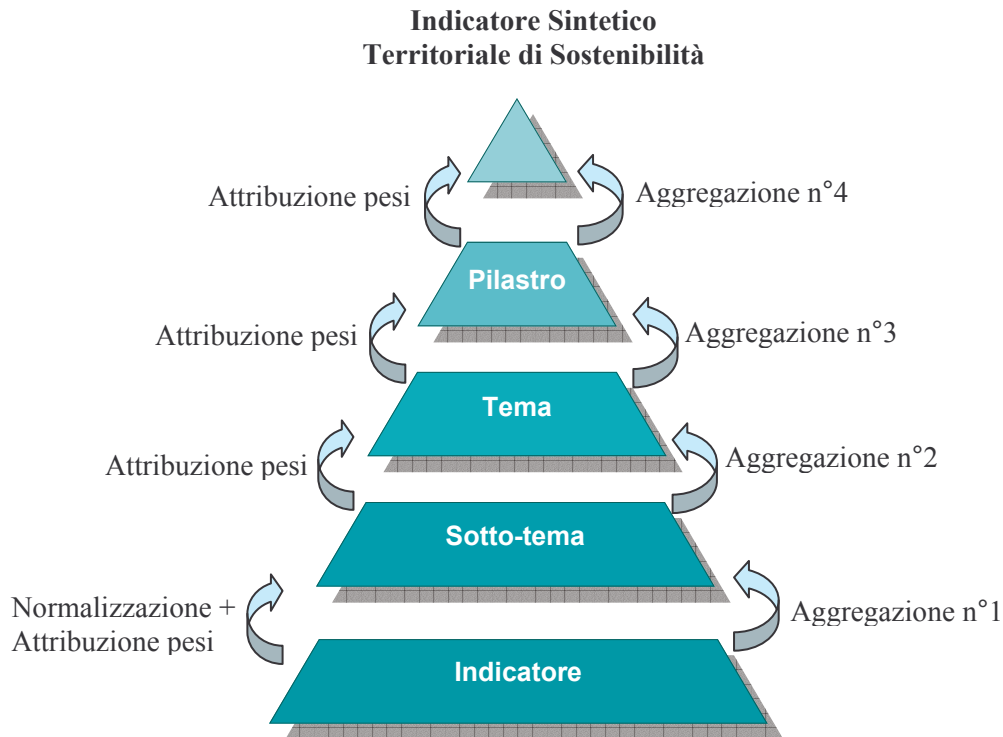 Indicatore Sintetico
Territoriale di Sostenibilità
Attribuzione pesi
Aggregazione n°4
Pilastro
Attribuzione pesi
Aggregazione n°3
Tema
Attribuzione pesi
Aggregazione n°2
Sotto-tema
Normalizzazione +
Attribuzione pesi
Aggregazione n°1
Indicatore